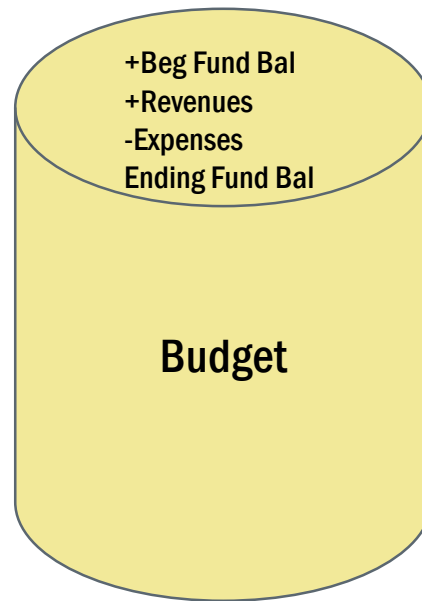 +Beg Fund Bal
+Revenues
-Expenses
Ending Fund Bal
Budget